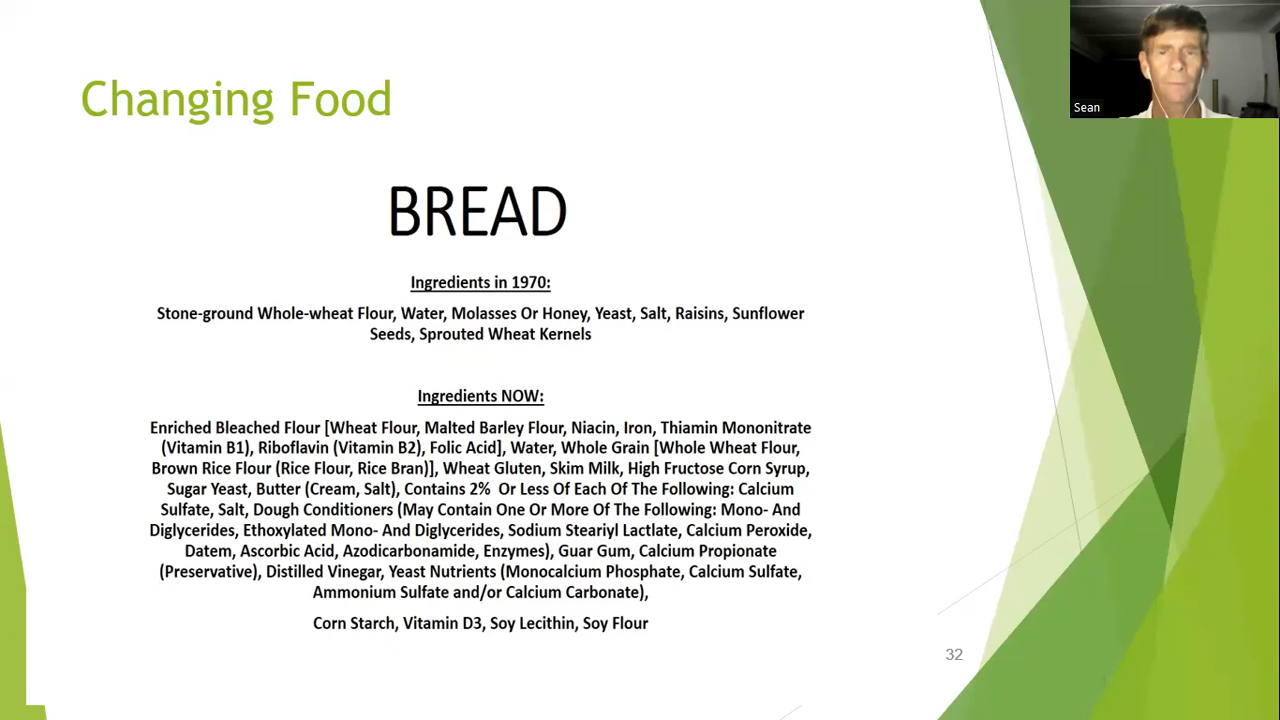 Changing Food
Sean
BREAD
Ingredients in 1970:
Stone-ground Whole-wheat Flour, Water, Molasses Or Honey, Yeast, Salt, Raisins, Sunflower
Seeds, Sprouted Wheat Kernels
Ingredients NOW:
Enriched Bleached Flour [Wheat Flour, Malted Barley Flour, Niacin, Iron, Thiamin Mononitrate
(Vitamin B1), Riboflavin (Vitamin B2), Folic Acid], Water, Whole Grain [Whole Wheat Flour,
Brown Rice Flour (Rice Flour, Rice Bran)], Wheat Gluten, Skim Milk, High Fructose Corn Syrup,
Sugar Yeast, Butter (Cream, Salt), Contains 2% Or Less Of Each Of The Following: Calcium
Sulfate, Salt, Dough Conditioners (May Contain One Or More Of The Following: Mono- And
Diglycerides, Ethoxylated Mono- And Diglycerides, Sodium Steariyl Lactlate, Calcium Peroxide,
Datem, Ascorbic Acid, Azodicarbonamide, Enzymes), Guar Gum, Calcium Propionate
(Preservative), Distilled Vinegar, Yeast Nutrients (Monocalcium Phosphate, Calcium Sulfate,
Ammonium Sulfate and/or Calcium Carbonate),
Corn Starch, Vitamin D3, Soy Lecithin, Soy Flour
32